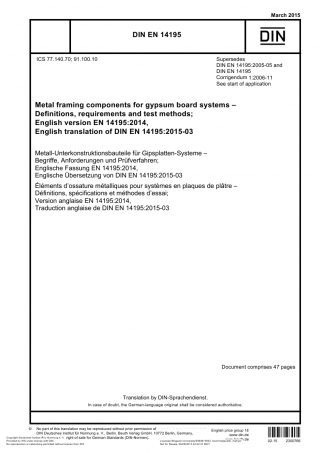 March 2015
DIN EN 14195
DIN
ICS 77.140.70; 91.100.10
Supersedes
DIN EN 14195:2005-05 and
DIN EN 14195
Corrigendum 1:2006-11
See start of application
Metal framing components for gypsum board systems –
Definitions, requirements and test methods;
English version EN 14195:2014,
English translation of DIN EN 14195:2015-03
Metall-Unterkonstruktionsbauteile für Gipsplatten-Systeme –
Begriffe, Anforderungen und Prüfverfahren;
Englische Fassung EN 14195:2014,
Englische Übersetzung von DIN EN 14195:2015-03
Éléments d'ossature métalliques pour systèmes en plaques de plâtre –
Définitions, spécifications et méthodes d'essai;
Version anglaise EN 14195:2014,
Traduction anglaise de DIN EN 14195:2015-03
Document comprises 47 pages
Translation by DIN-Sprachendienst.
In case of doubt, the German-language original shall be considered authoritative.
No part of this translation may be reproduced without prior permission of
DIN Deutsches Institut für Normung e. V., Berlin. Beuth Verlag GmbH, 10772 Berlin, Germany,
right of sale for German Standards (DIN-Normen).
English price group 18
www.din.de